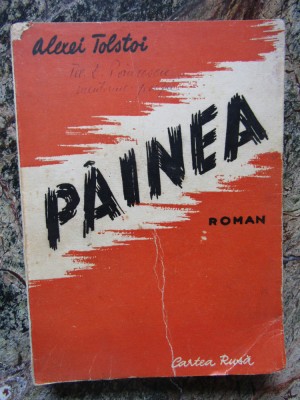 Alexei Tolstoi
PÂINEA
ROMAN
Cartea Rusă